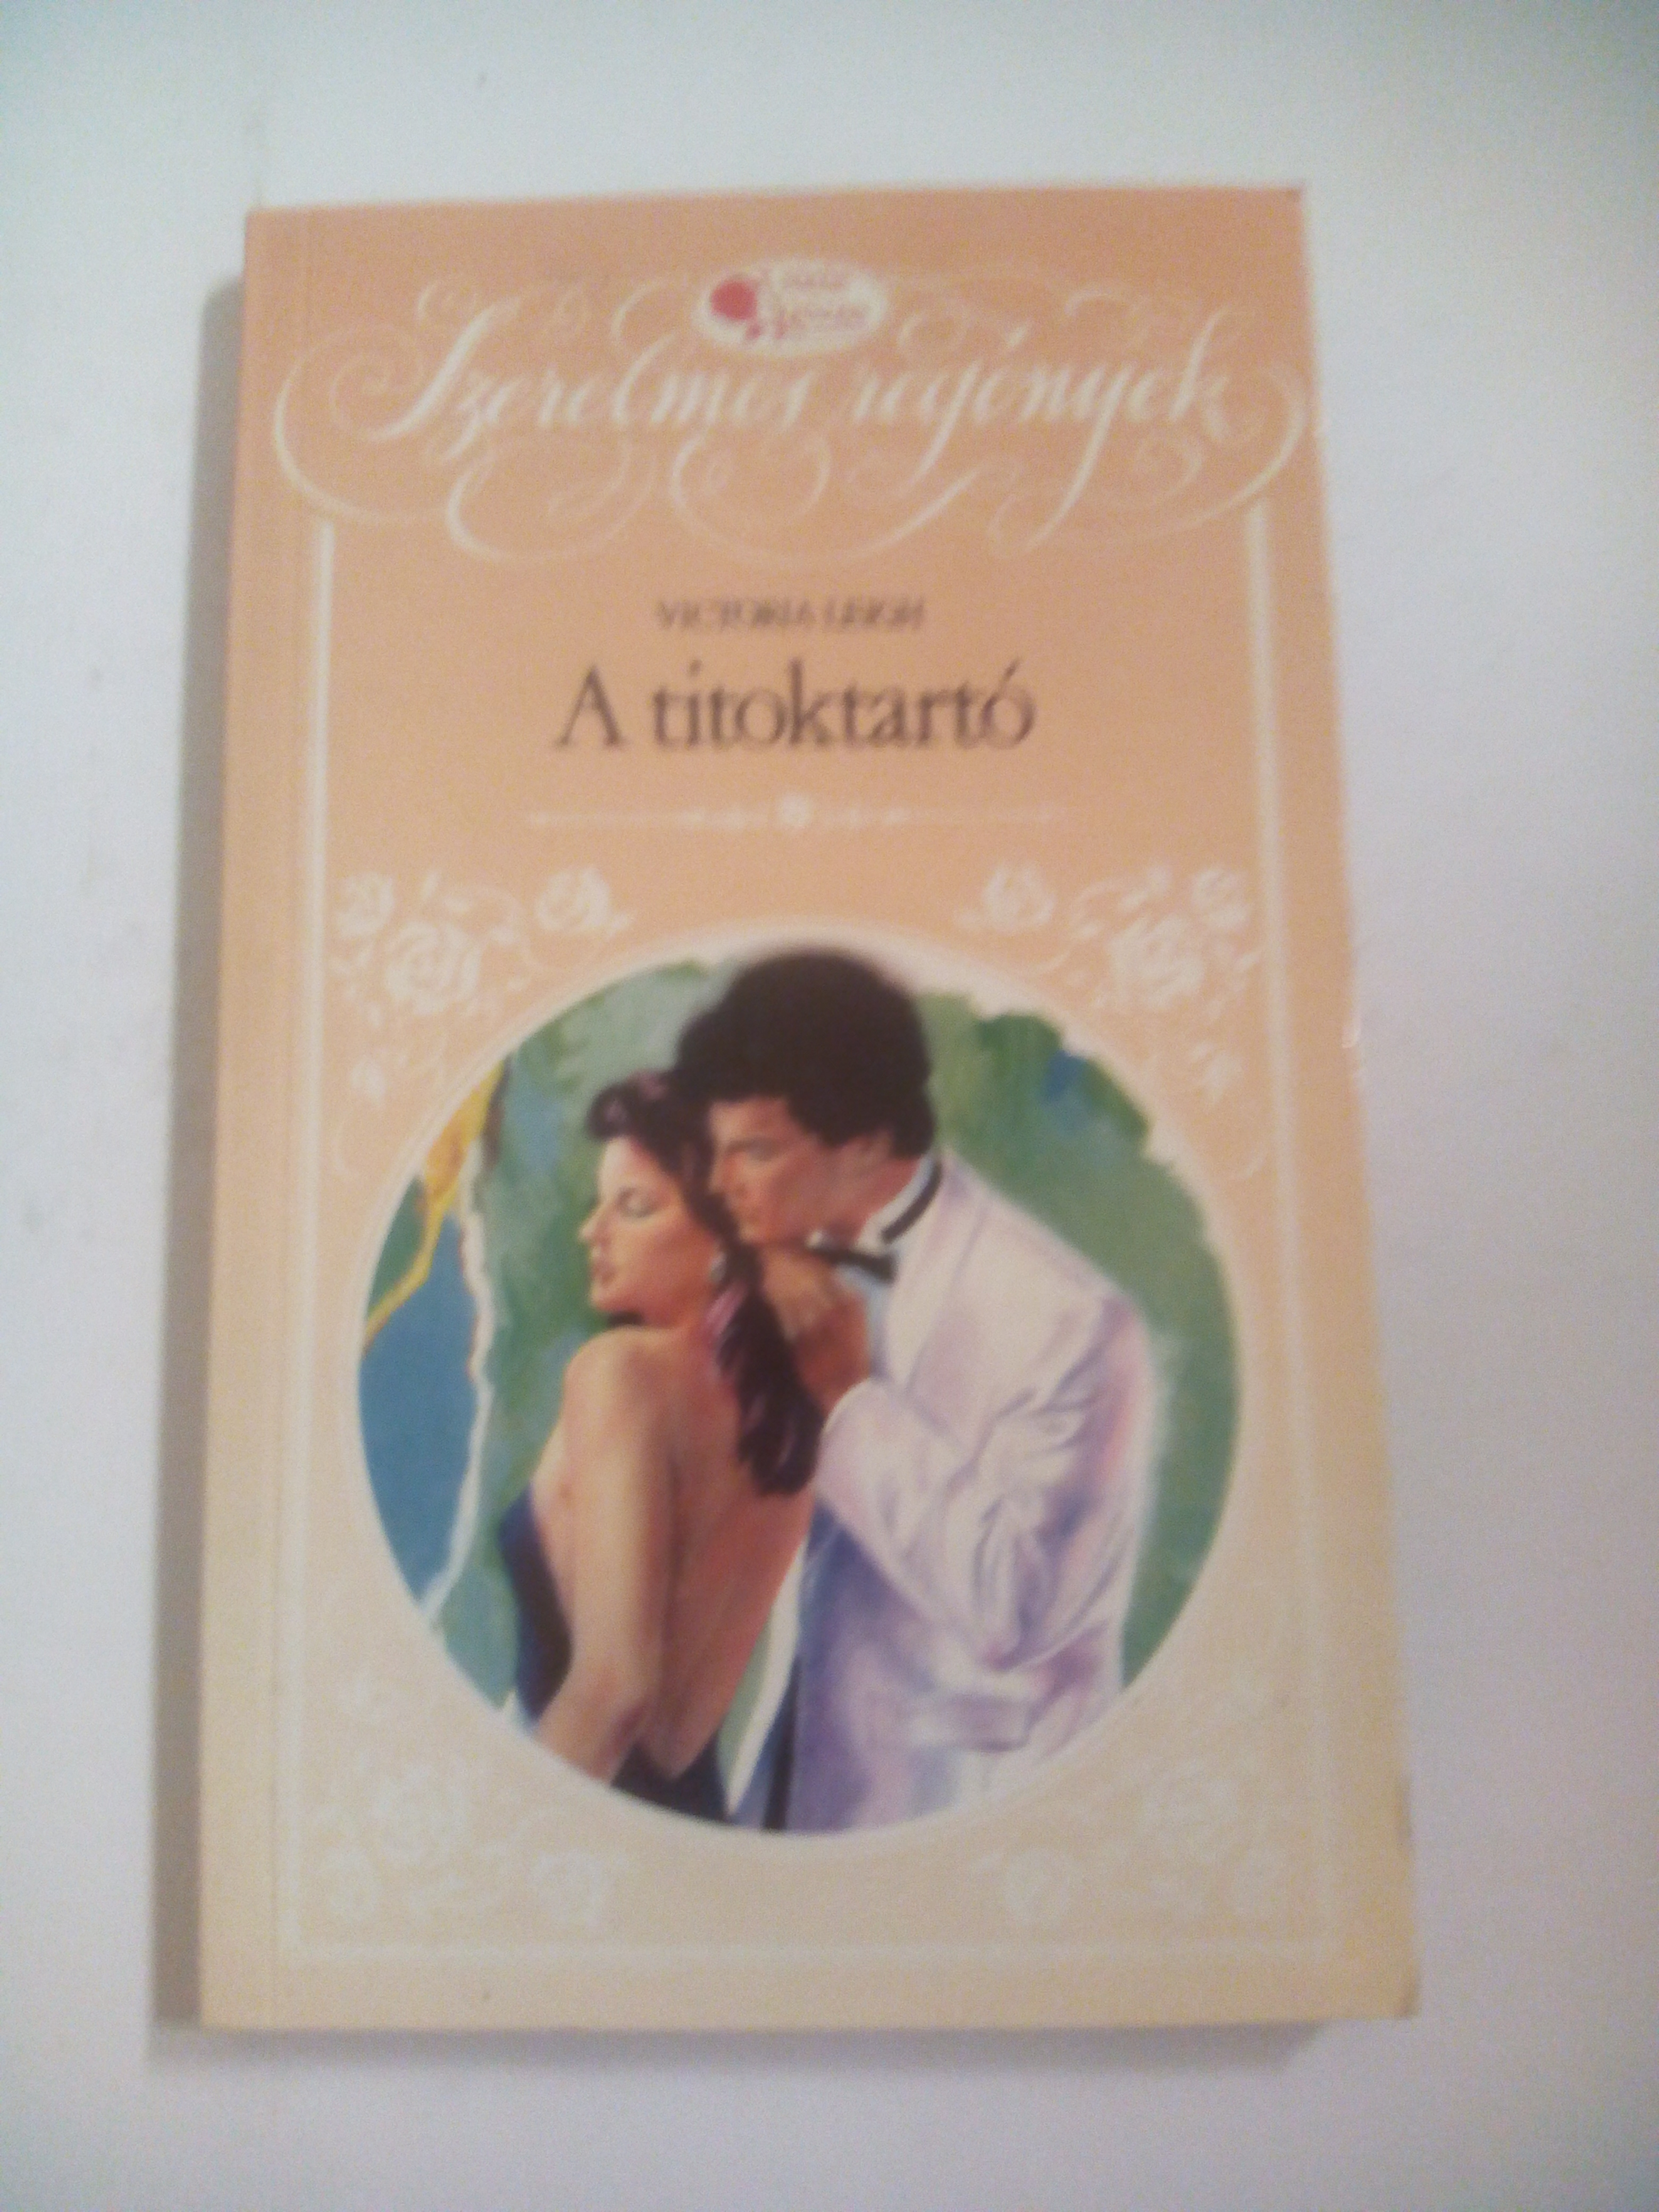 Szerelmes regények
VICTORIA LEIGH
A titoktartó